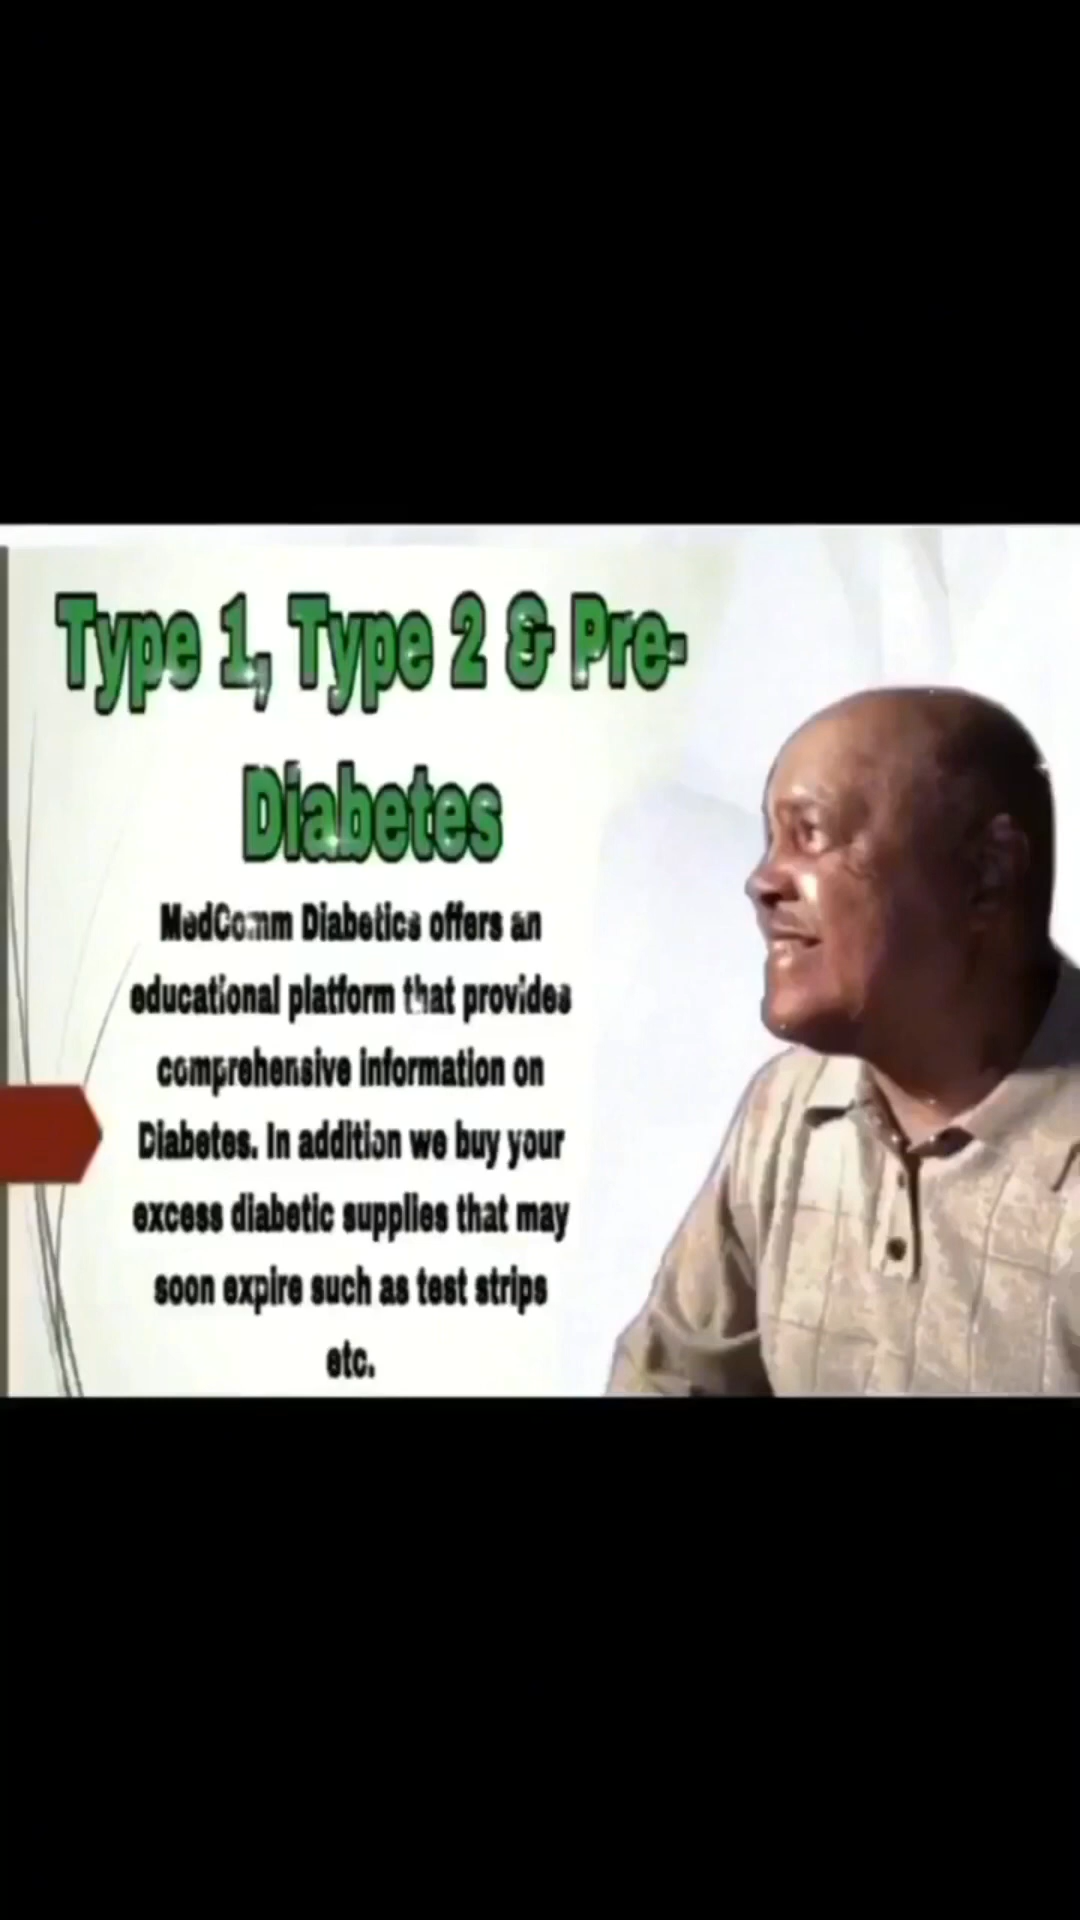 Type 1, Type 2 & Pre-
Diabetes
MedComm Diabetics offers an
educational platform that provides
comprehensive information on
Diabetes. In addition we buy your
excess diabetic supplies that may
soon expire such as test strips
etc.